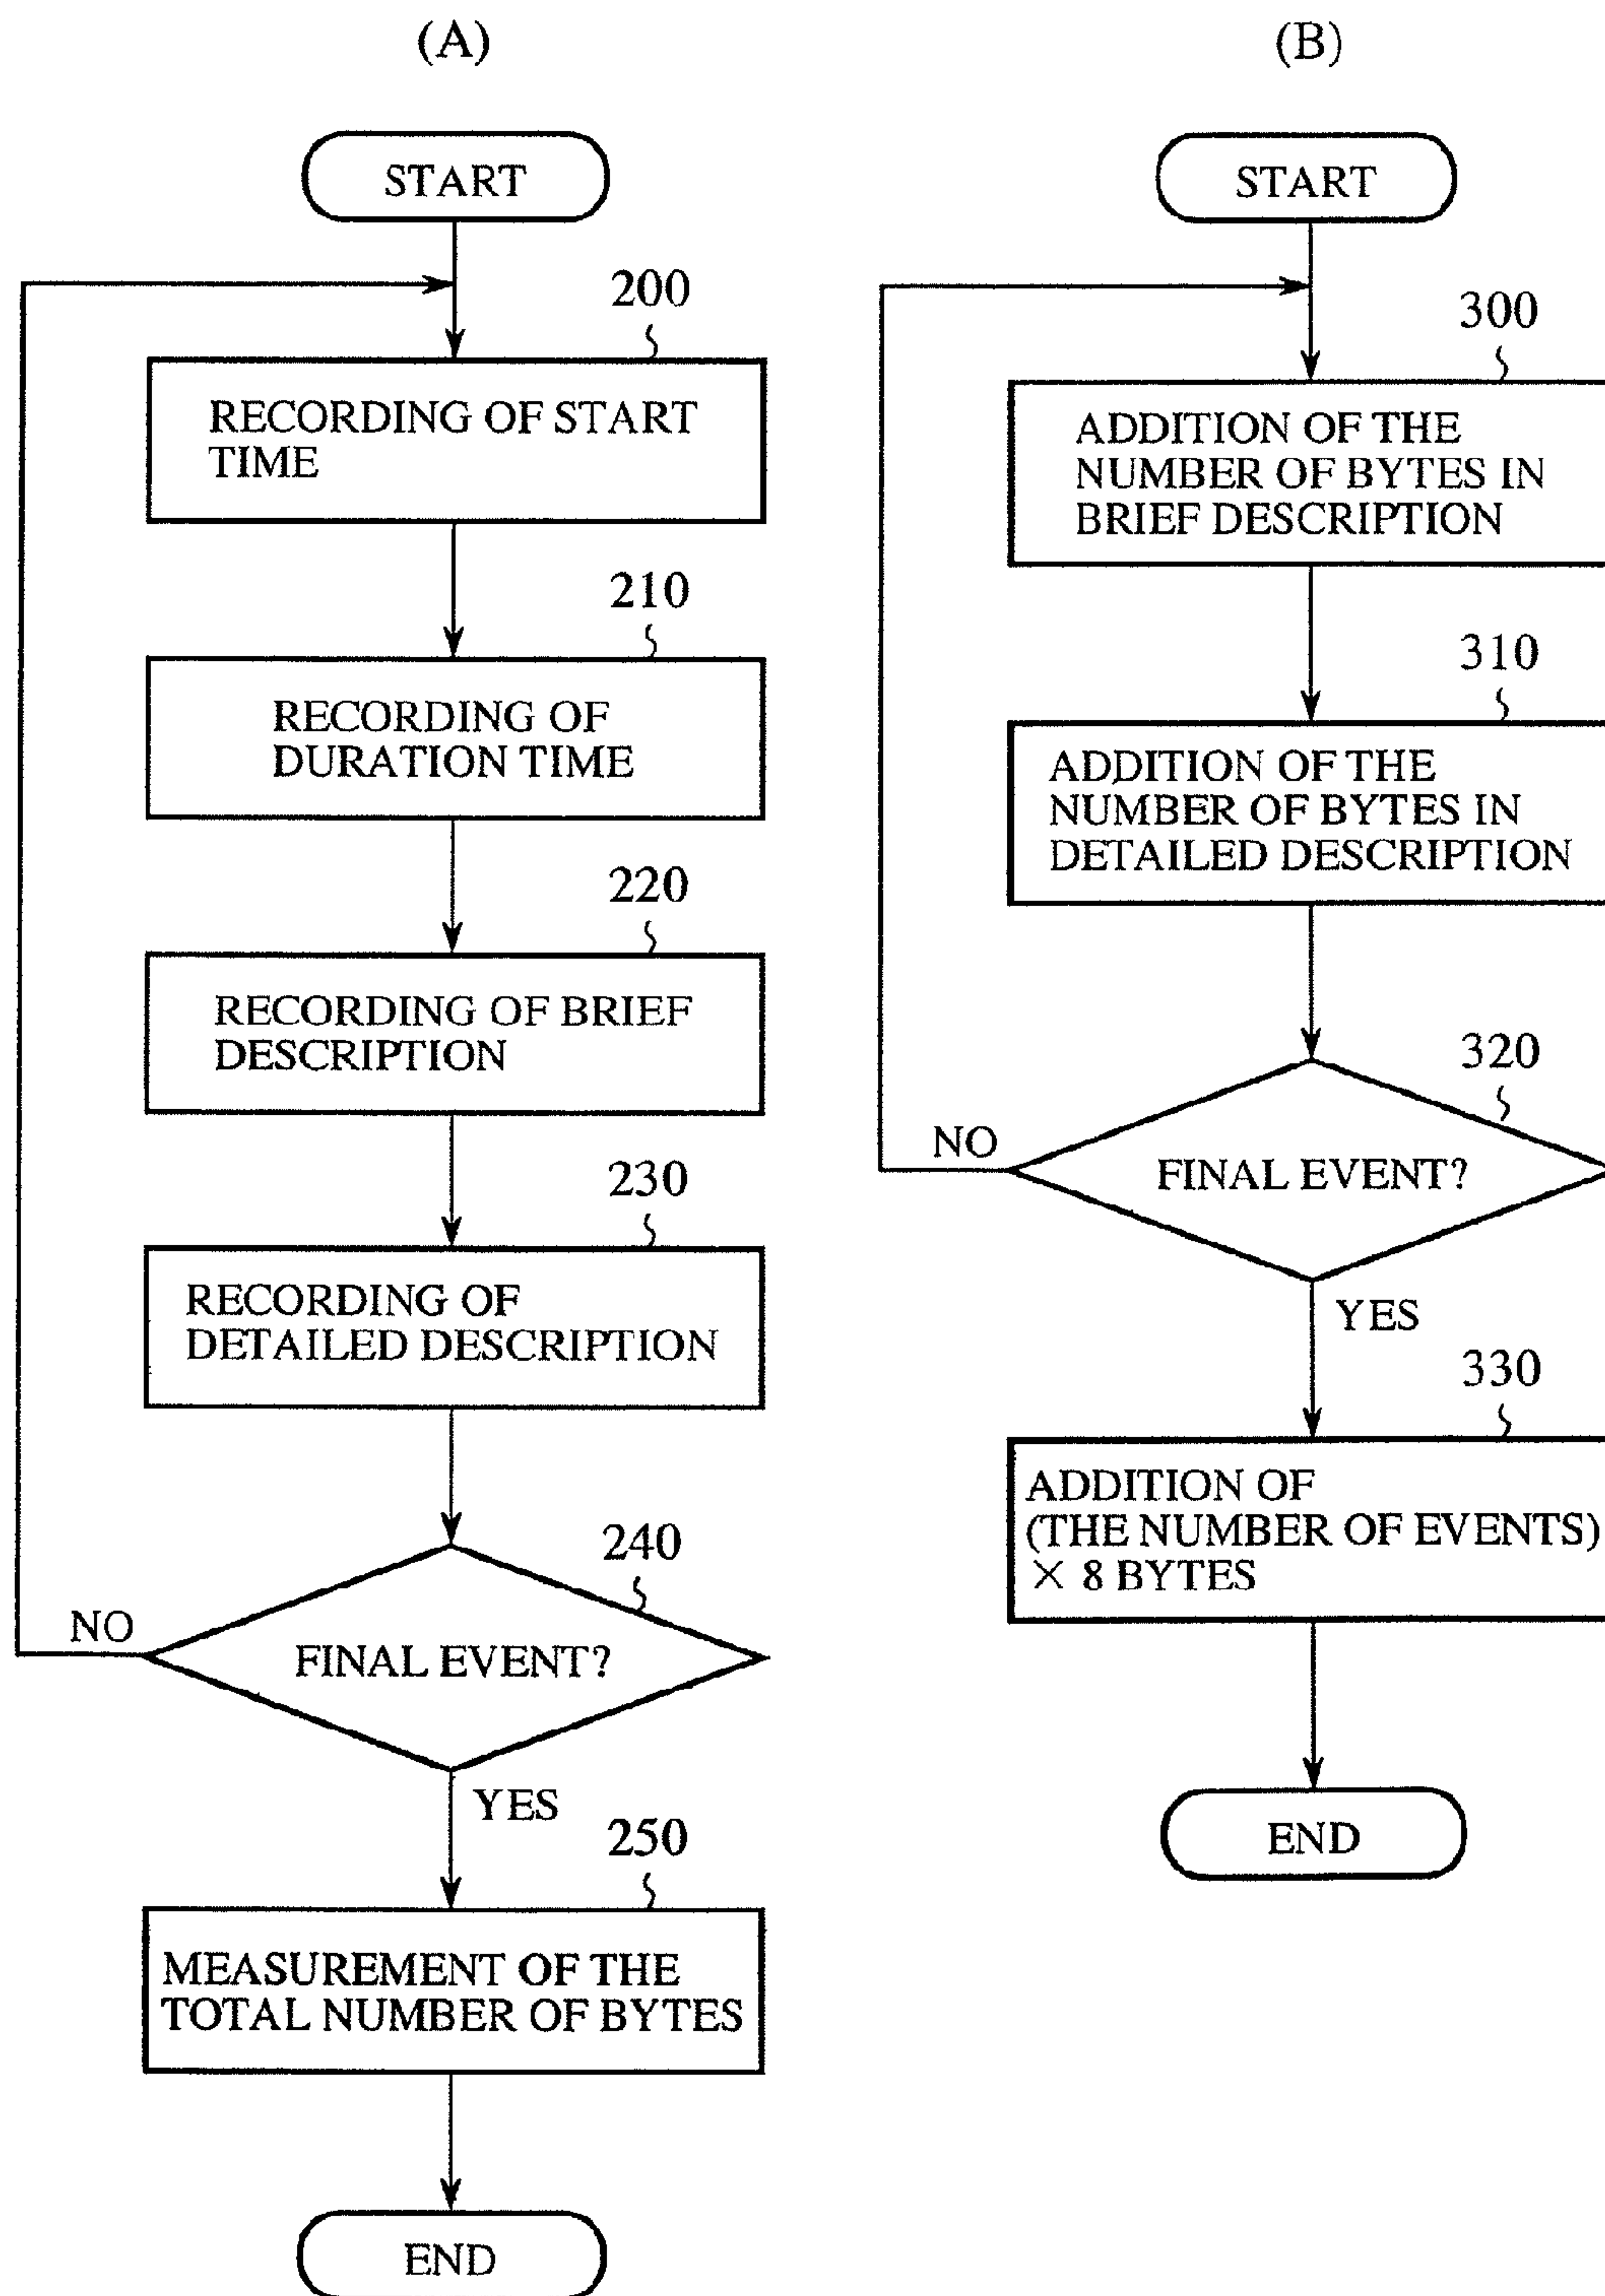 (A)
START
200
RECORDING OF START
TIME
210
RECORDING OF
DURATION TIME
220
RECORDING OF BRIEF
DESCRIPTION
230
RECORDING OF
DETAILED DESCRIPTION
240
NO
FINAL EVENT?
YES
250
MEASUREMENT OF THE
TOTAL NUMBER OF BYTES
END
(B)
START
300
ADDITION OF THE
NUMBER OF BYTES IN
BRIEF DESCRIPTION
310
ADDITION OF THE
NUMBER OF BYTES IN
DETAILED DESCRIPTION
320
NO
FINAL EVENT?
YES
330
ADDITION OF
(THE NUMBER OF EVENTS)
× 8 BYTES
END